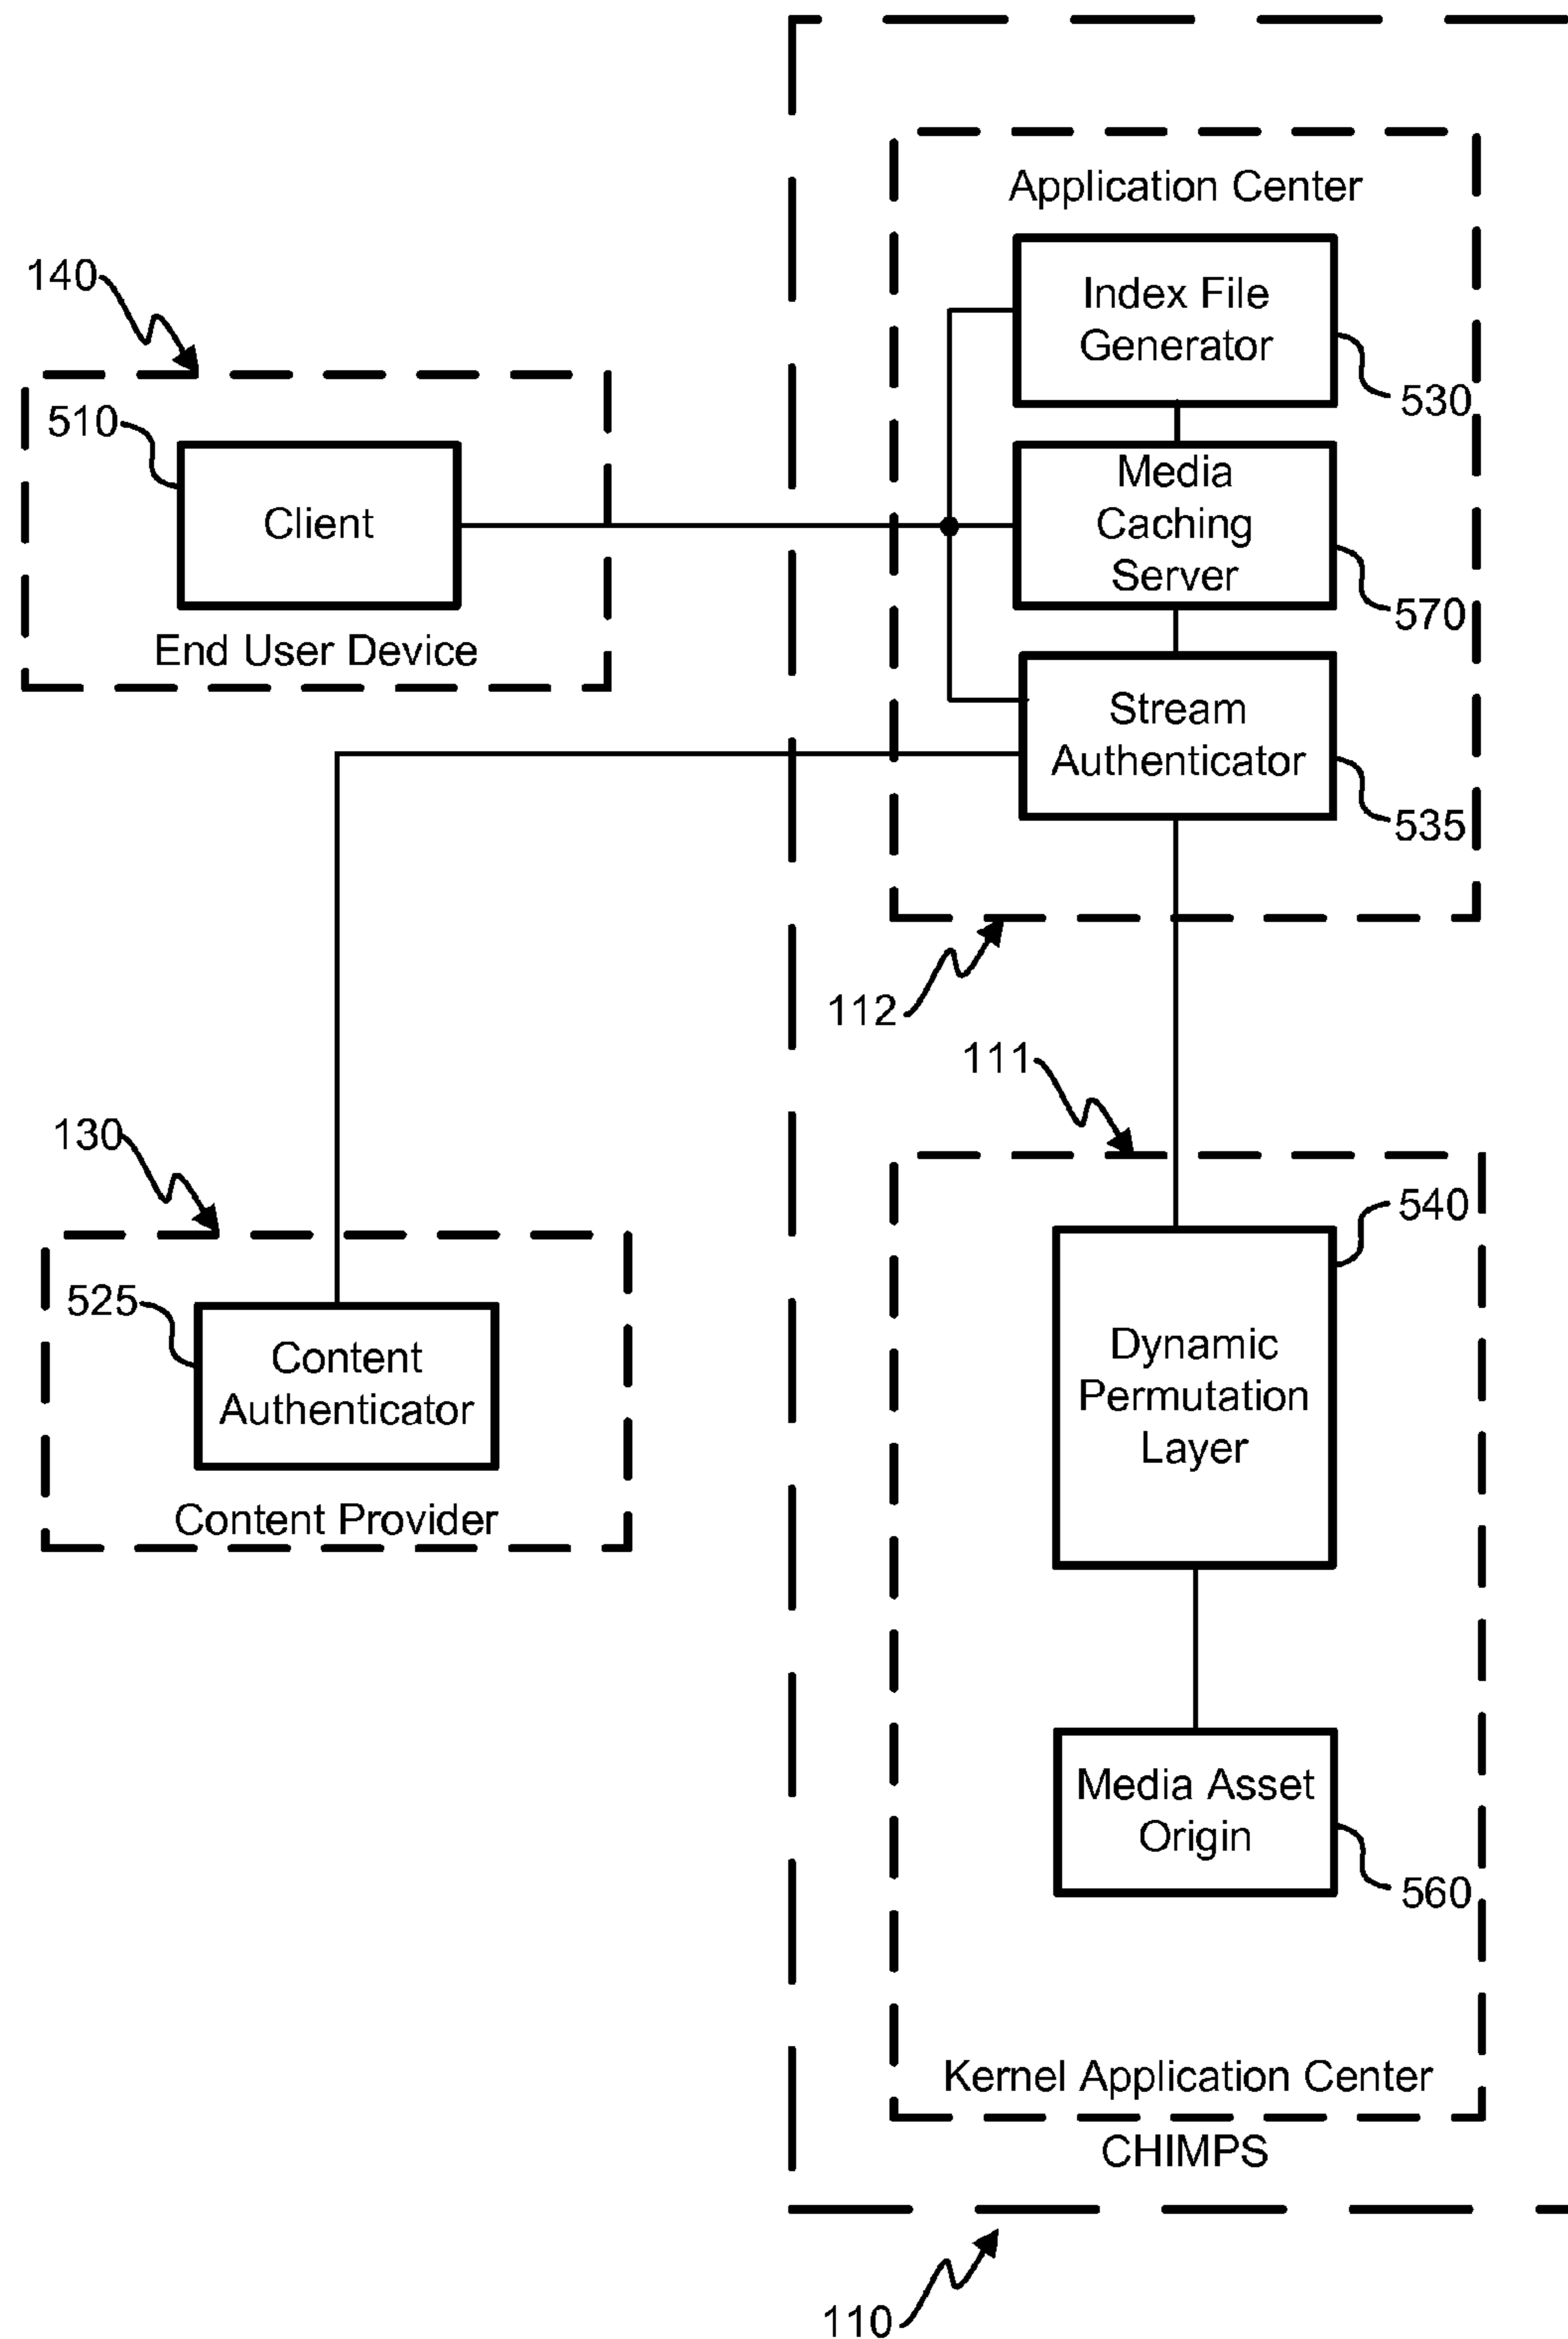 Application Center
Index File
Generator
530
140
510
Client
End User Device
Media
Caching
Server
570
Stream
Authenticator
535
112
111
130
525
Content
Authenticator
Content Provider
540
Dynamic
Permutation
Layer
Media Asset
Origin
560
Kernel Application Center
CHIMPS
110